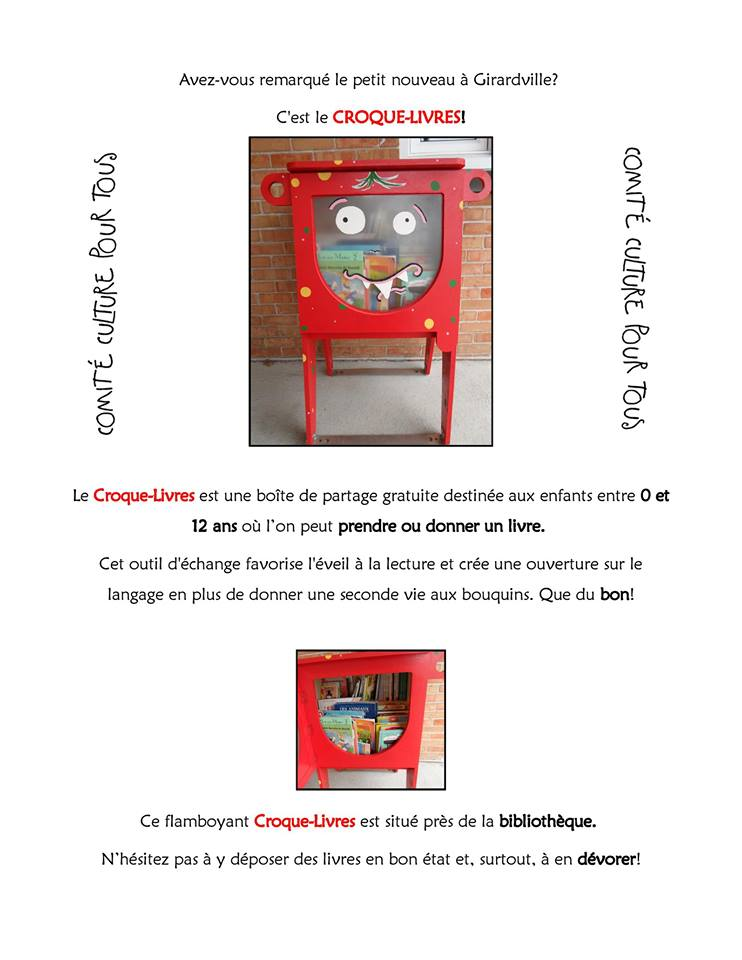 Avez-vous remarqué le petit nouveau à Girardville?
C'est le CROQUE-LIVRES!
COMITÉ CULTURE POUR TOUS
COMITÉ CULTURE POUR TOUS
Le Croque-Livres est une boîte de partage gratuite destinée aux enfants entre 0 et
12 ans où l'on peut prendre ou donner un livre.
Cet outil d'échange favorise l'éveil à la lecture et crée une ouverture sur le
langage en plus de donner une seconde vie aux bouquins. Que du bon!
LES ANIMAUX
Ce flamboyant Croque-Livres est situé près de la bibliothèque.
N'hésitez pas à y déposer des livres en bon état et, surtout, à en dévorer!